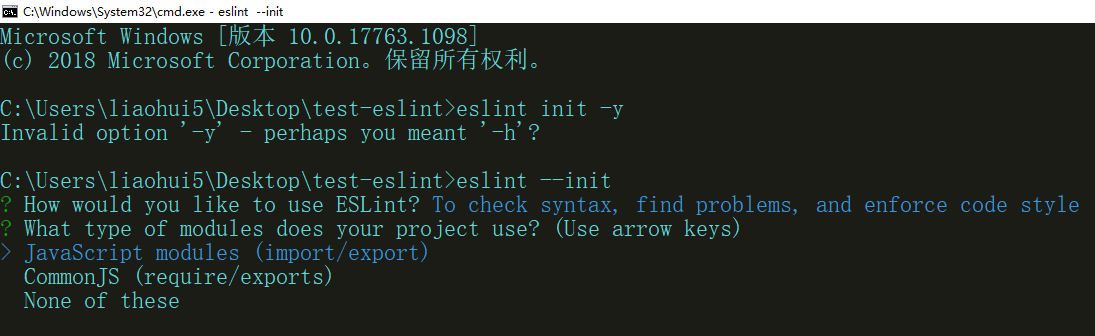 C:\Windows\System32\cmd.exe - eslint  --init
Microsoft Windows [版本 10.0.17763.1098]
(c) 2018 Microsoft Corporation。保留所有权利。
C:\Users\liaohui5\Desktop\test-eslint>eslint init -y
Invalid option '-y' - perhaps you meant '-h'?
C:\Users\liaohui5\Desktop\test-eslint>eslint --init
? How would you like to use ESLint? To check syntax, find problems, and enforce code style
? What type of modules does your project use? (Use arrow keys)
> JavaScript modules (import/export)
CommonJS (require/exports)
None of these